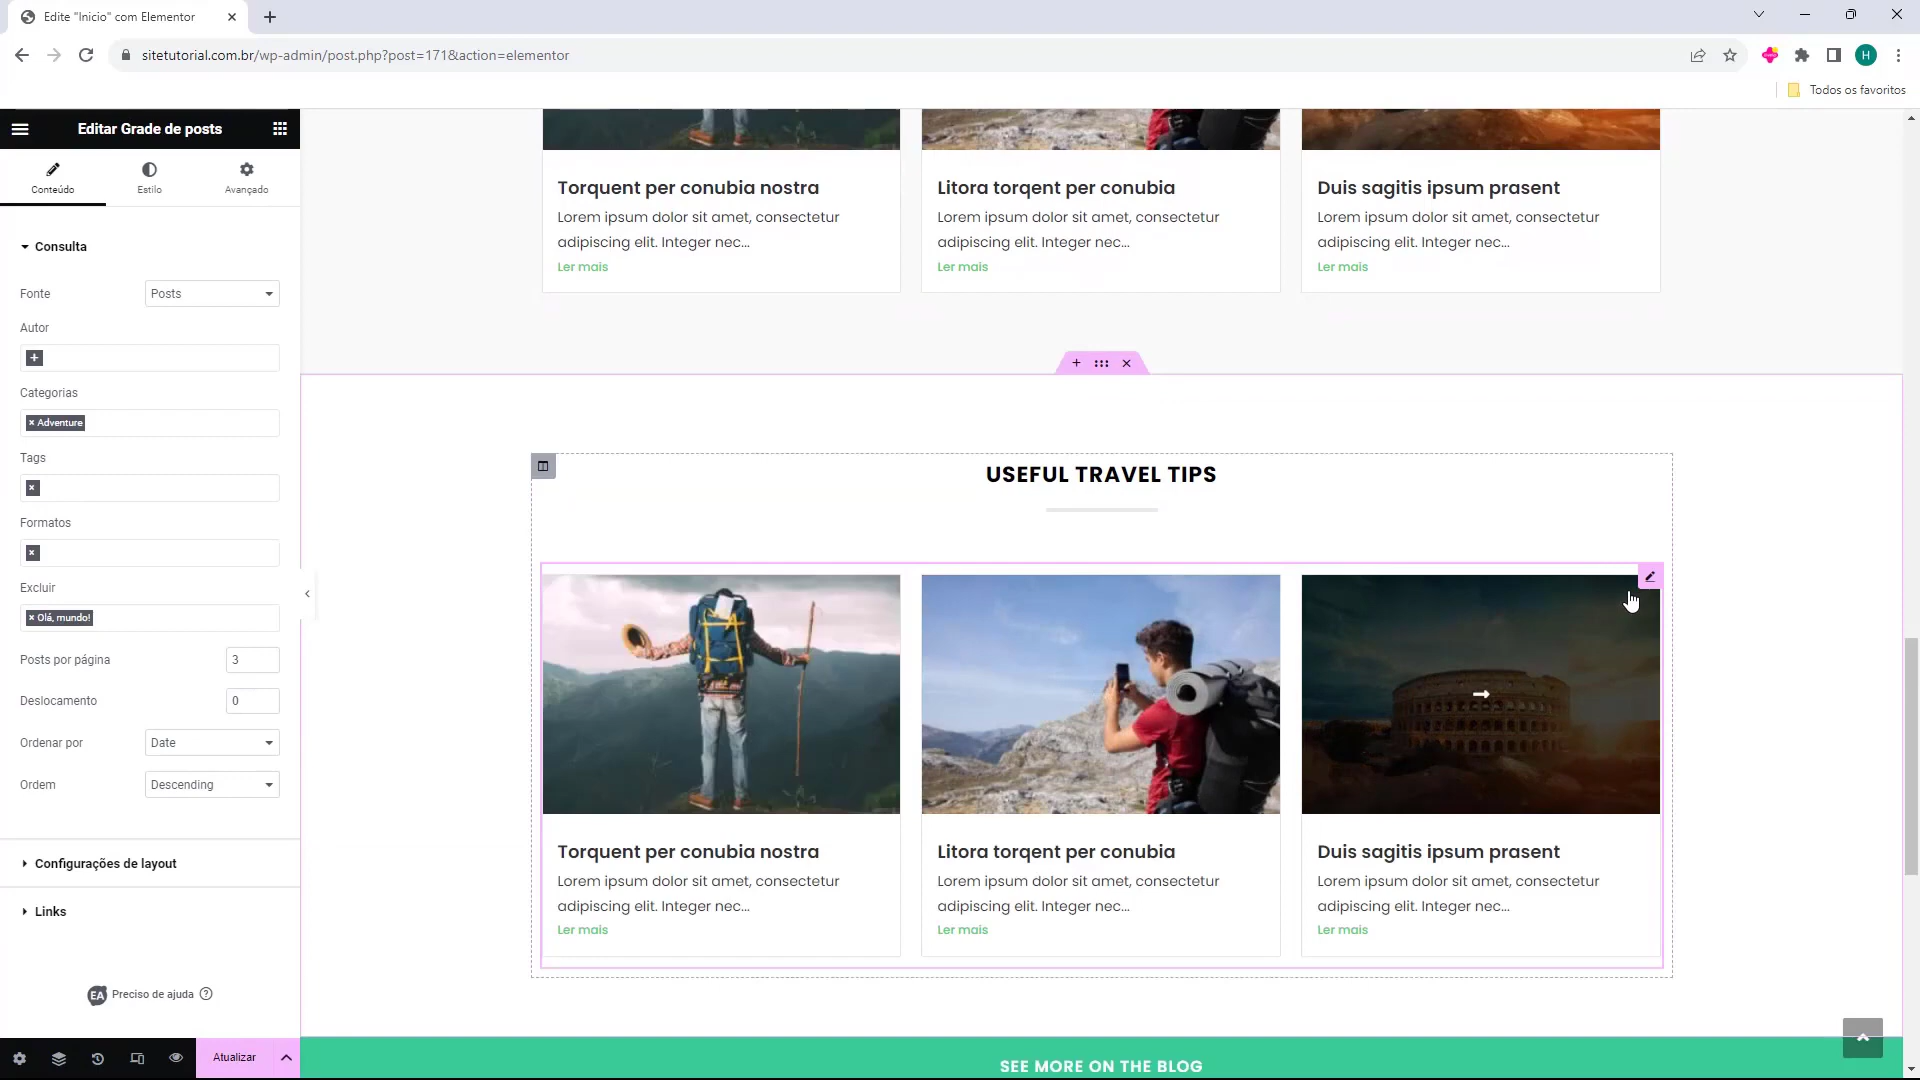 Edite "Inicio" com Elementor
sitetutorial.com.br/wp-admin/post.php?post=171&action=elementor
H
Todos os favoritos
Editar Grade de posts
Conteúdo
Estilo
Avançado
Consulta
Fonte
Posts
Autor
Categorias
× Adventure
Tags
×
Formatos
×
Excluir
× Olá, mundo!
Posts por página
3
Deslocamento
0
Ordenar por
Date
Ordem
Descending
Configurações de layout
Links
EA Preciso de ajuda ?
Atualizar
Torquent per conubia nostra
Lorem ipsum dolor sit amet, consectetur
adipiscing elit. Integer nec...
Ler mais
Litora torqent per conubia
Lorem ipsum dolor sit amet, consectetur
adipiscing elit. Integer nec...
Ler mais
Duis sagitis ipsum prasent
Lorem ipsum dolor sit amet, consectetur
adipiscing elit. Integer nec...
Ler mais
USEFUL TRAVEL TIPS
Torquent per conubia nostra
Lorem ipsum dolor sit amet, consectetur
adipiscing elit. Integer nec...
Ler mais
Litora torqent per conubia
Lorem ipsum dolor sit amet, consectetur
adipiscing elit. Integer nec...
Ler mais
Duis sagitis ipsum prasent
Lorem ipsum dolor sit amet, consectetur
adipiscing elit. Integer nec...
Ler mais
SEE MORE ON THE BLOG